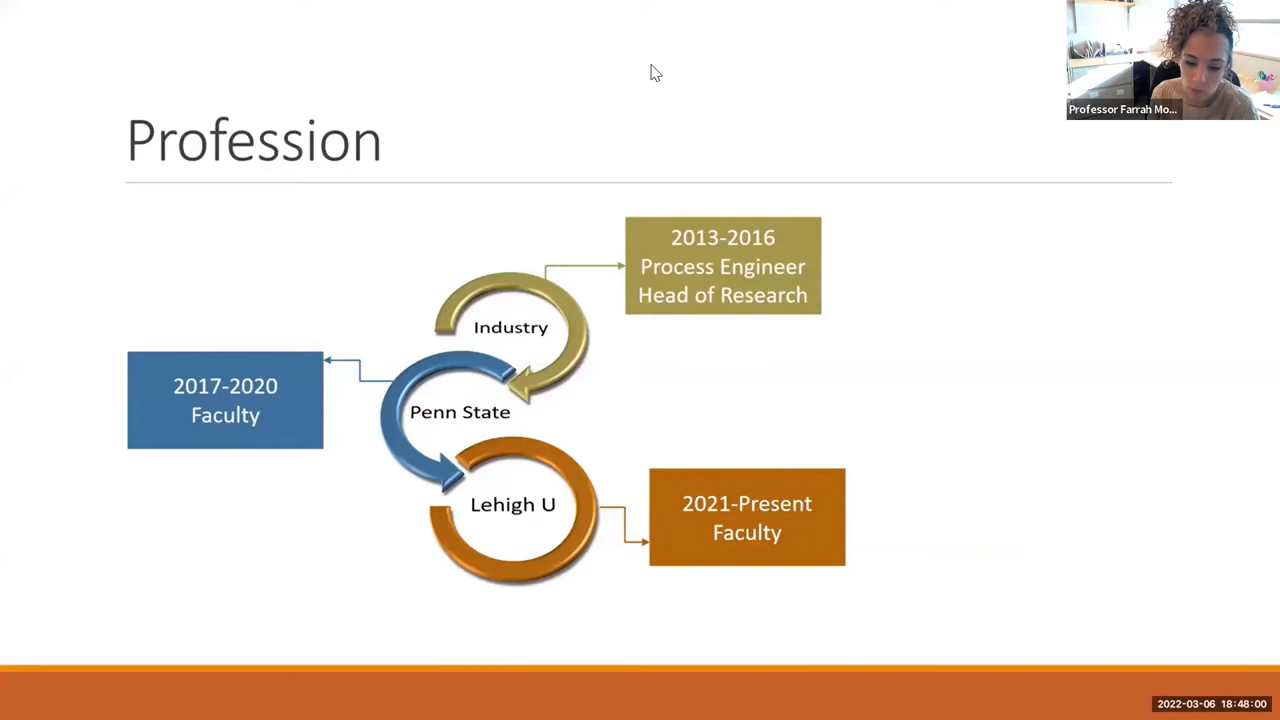 Professor Farrah Mo...
Profession
2013-2016
Process Engineer
Head of Research
Industry
2017-2020
Faculty
Penn State
Lehigh U
2021-Present
Faculty
2022-03-06 18:48:00